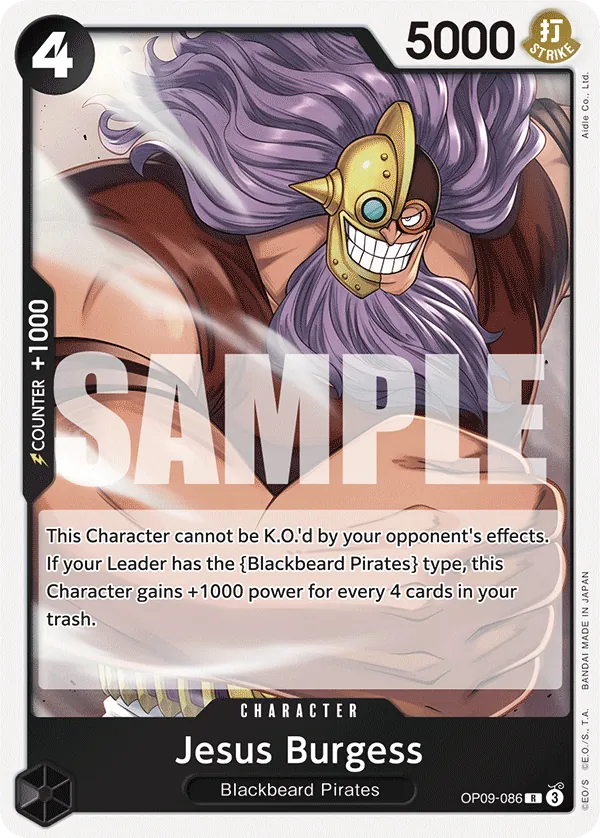 4
5000
打
STRIKE
Aidle Co., Ltd.
COUNTER +1000
SAMPLE
This Character cannot be K.O.'d by your opponent's effects.
If your Leader has the {Blackbeard Pirates} type, this
Character gains +1000 power for every 4 cards in your
trash.
BANDAI MADE IN JAPAN
©E.O./S., T.A.
©EO/S
CHARACTER
Jesus Burgess
Blackbeard Pirates
OP09-086 R 3